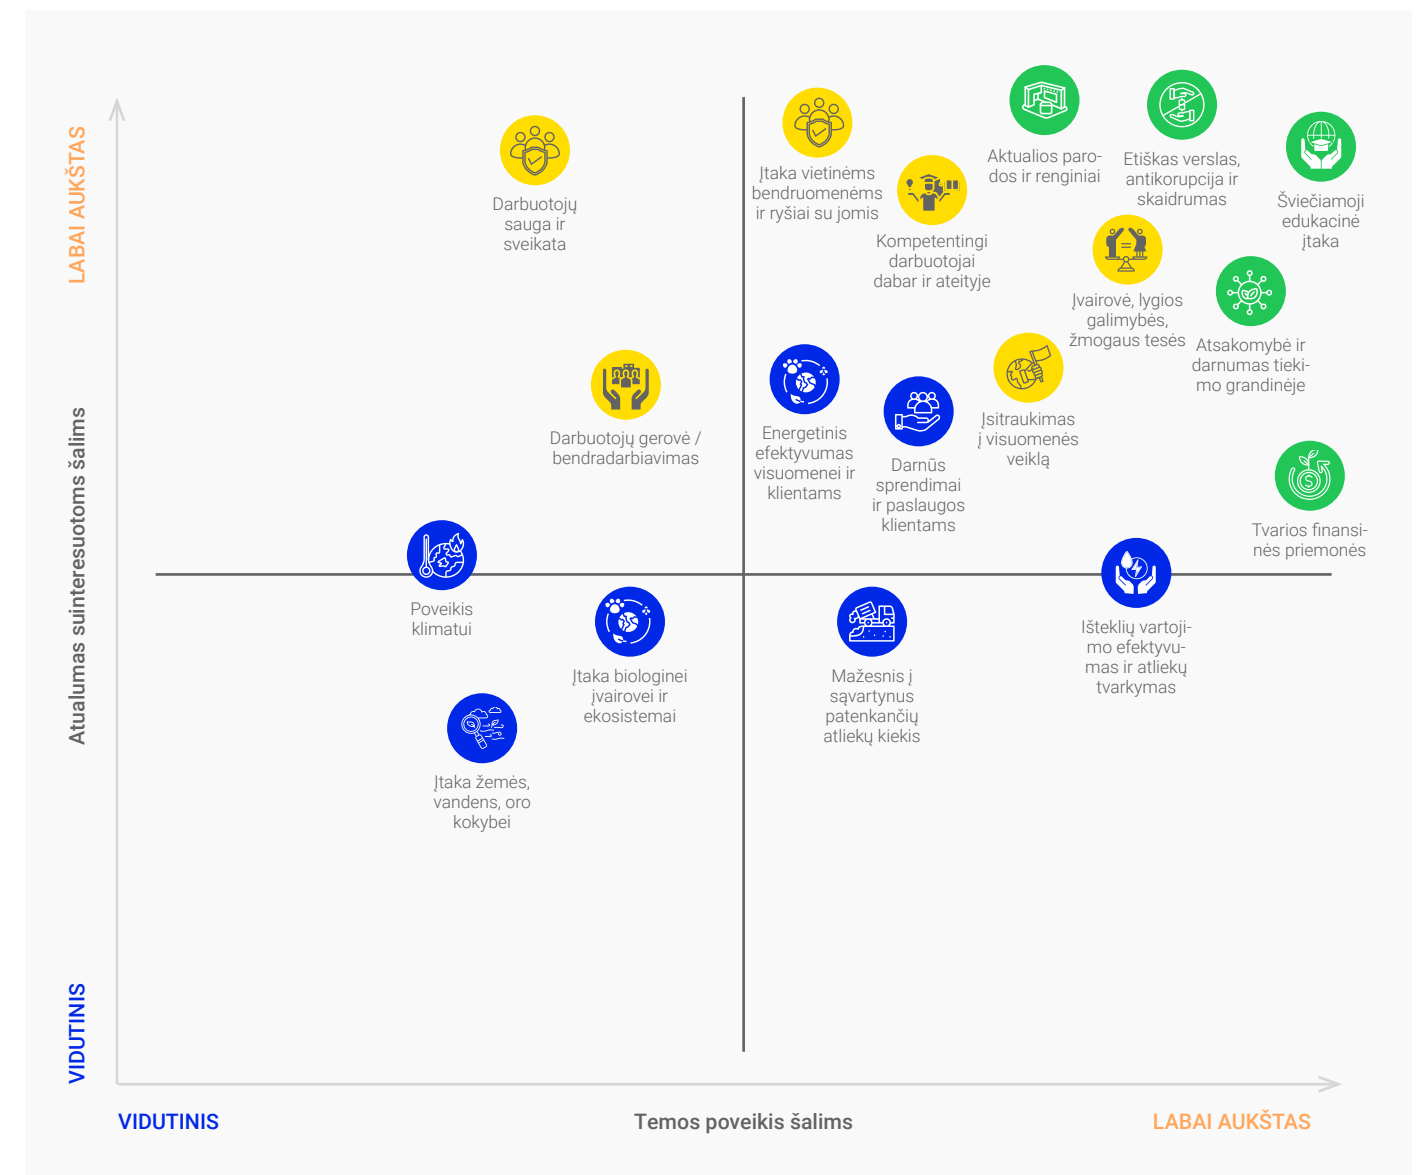 LABAI AUKŠTAS
Atualumas suinteresuotoms šalims
VIDUTINIS
Darbuotojų
sauga ir
sveikata
Įtaka vietinėms
bendruomenėms
ir ryšiai su jomis
Kompetentingi
darbuotojai
dabar ir ateityje
Aktualios paro-
dos ir renginiai
Etiškas verslas,
antikorupcija ir
skaidrumas
Šviečiamoji
edukacinė
įtaka
Įvairovė, lygios
galimybės,
žmogaus tesės
Atsakomybė ir
darnumas tieki-
mo grandinėje
Darbuotojų gerovė /
bendradarbiavimas
Energetinis
efektyvumas
visuomenei ir
klientams
Darnūs
sprendimai
ir paslaugos
klientams
Įsitraukimas
į visuomenės
veiklą
Tvarios finansi-
nės priemonės
Poveikis
klimatui
Įtaka biologinei
įvairovei ir
ekosistemai
Mažesnis į
sąvartynus
patenkančių
atliekų kiekis
Išteklių vartoji-
mo efektyvu-
mas ir atliekų
tvarkymas
Įtaka žemės,
vandens, oro
kokybei
VIDUTINIS
Temos poveikis šalims
LABAI AUKŠTAS